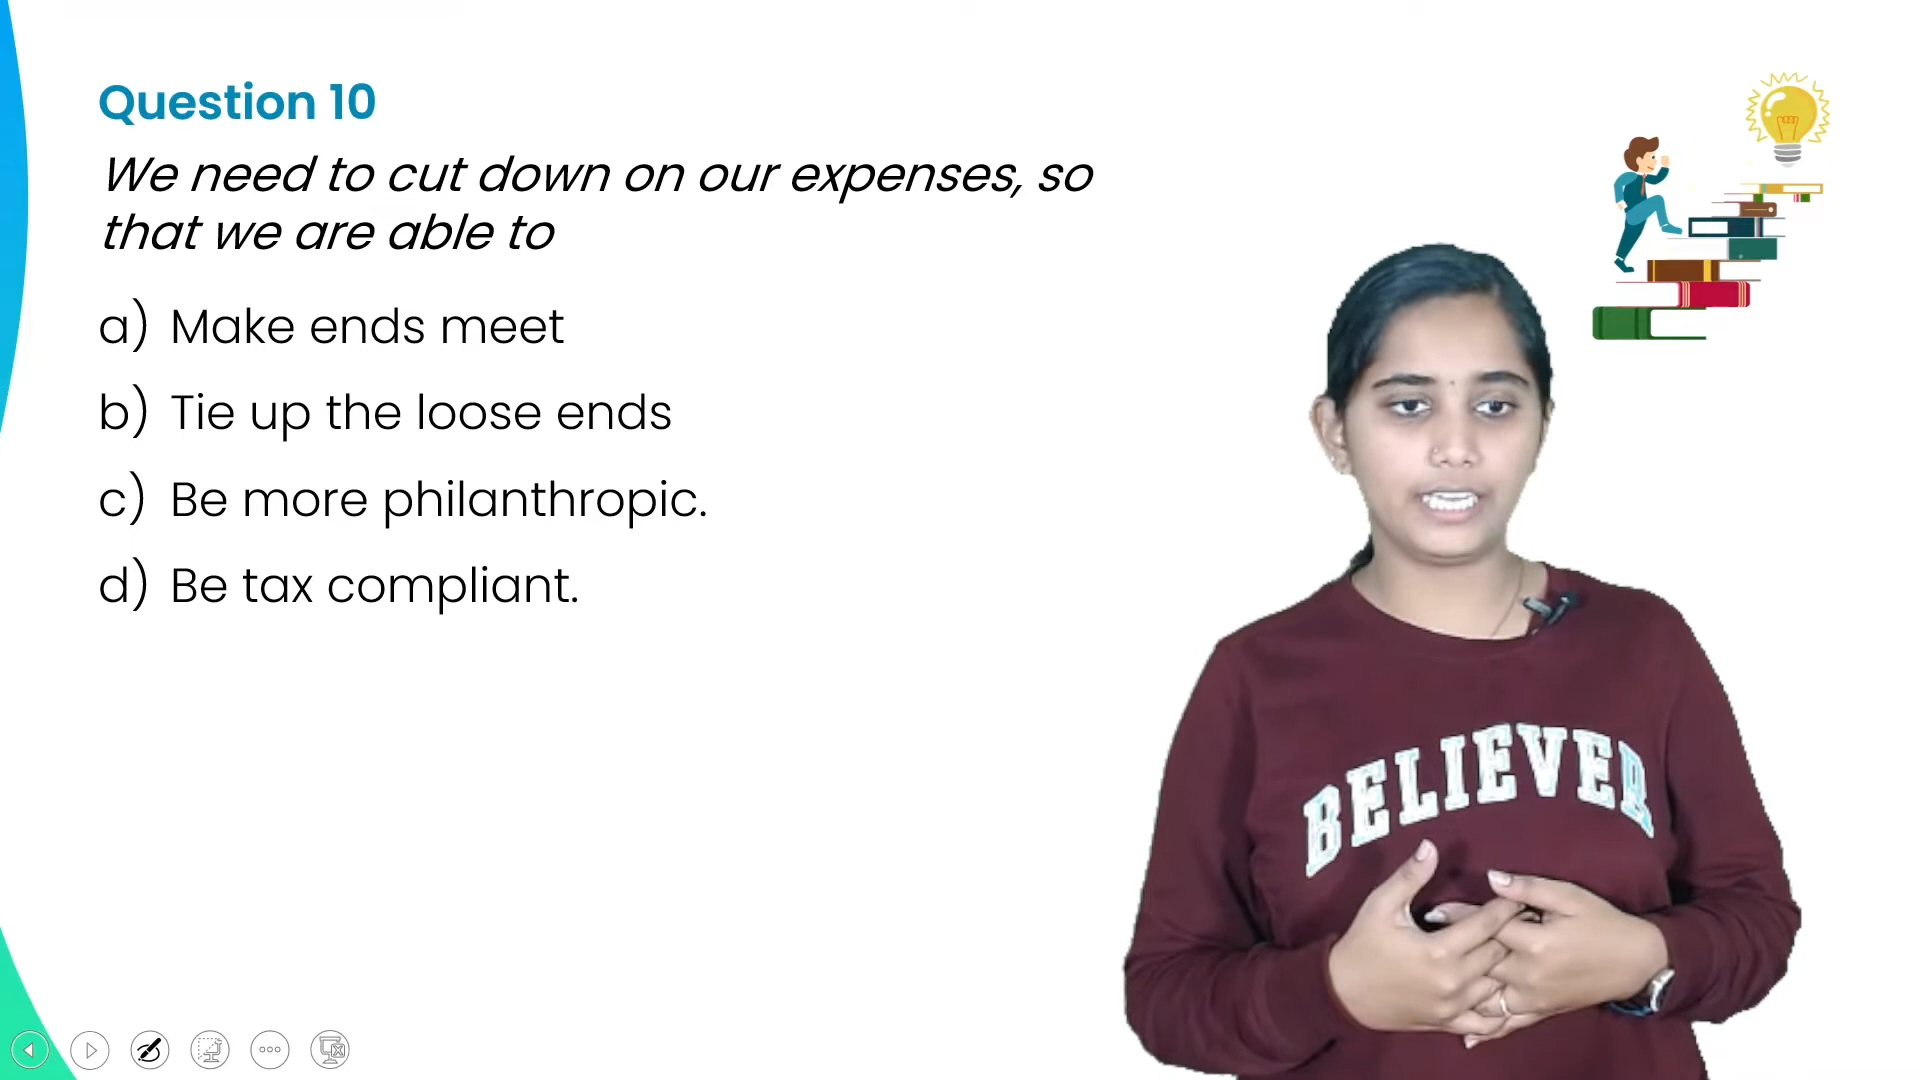 Question 10
We need to cut down on our expenses, so
that we are able to
a) Make ends meet
b) Tie up the loose ends
c) Be more philanthropic.
d) Be tax compliant.
BELIEVER